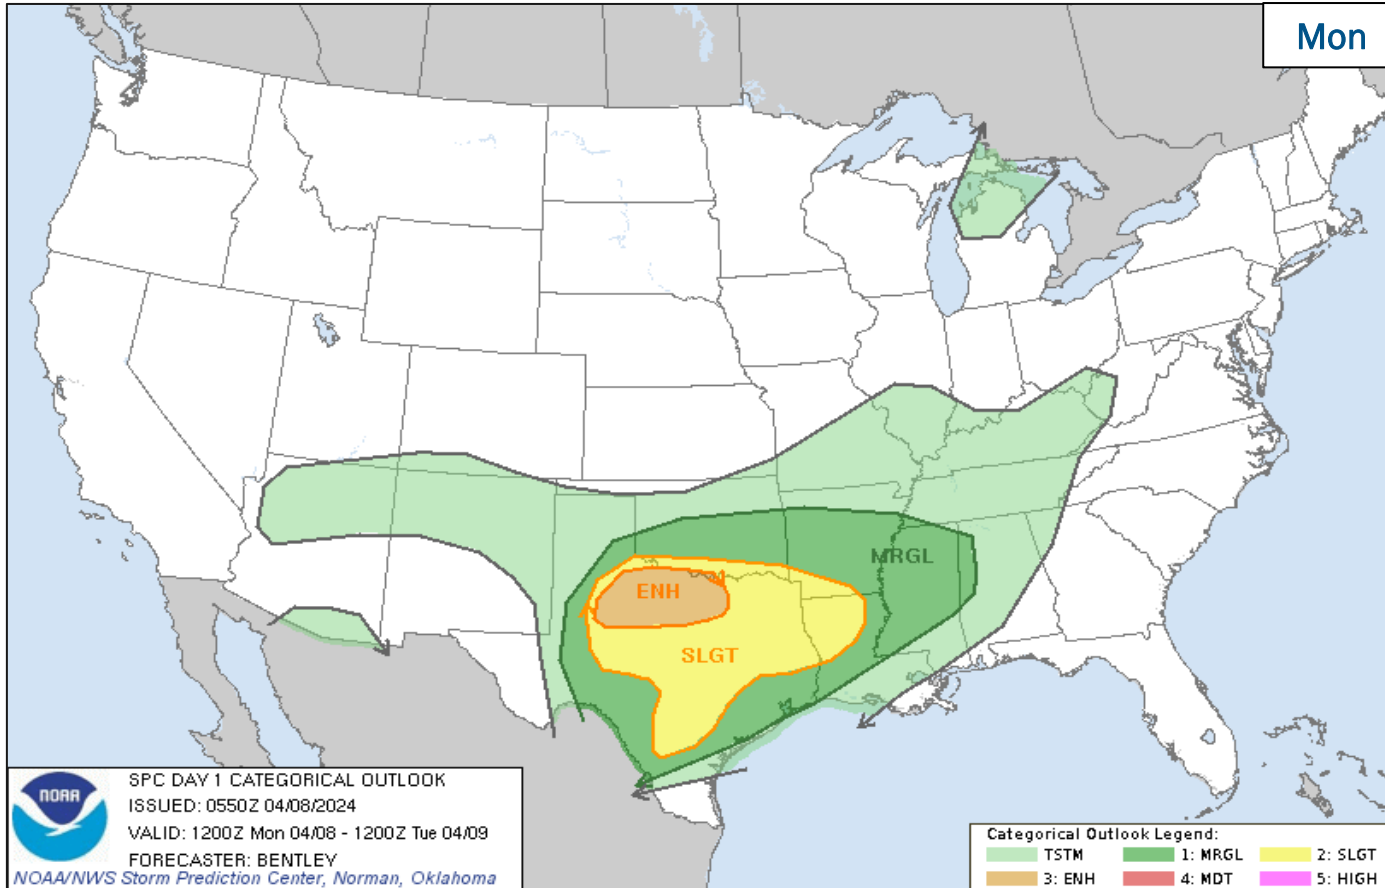 Mon
MRGL
ENH
SLGT
NOAA
SPC DAY 1 CATEGORICAL OUTLOOK
ISSUED: 0550Z 04/08/2024
VALID: 1200Z Mon 04/08 - 1200Z Tue 04/09
FORECASTER: BENTLEY
NOAA/NWS Storm Prediction Center, Norman, Oklahoma
Categorical Outlook Legend:
TSTM 1: MRGL 2: SLGT
3: ENH 4: MDT 5: HIGH